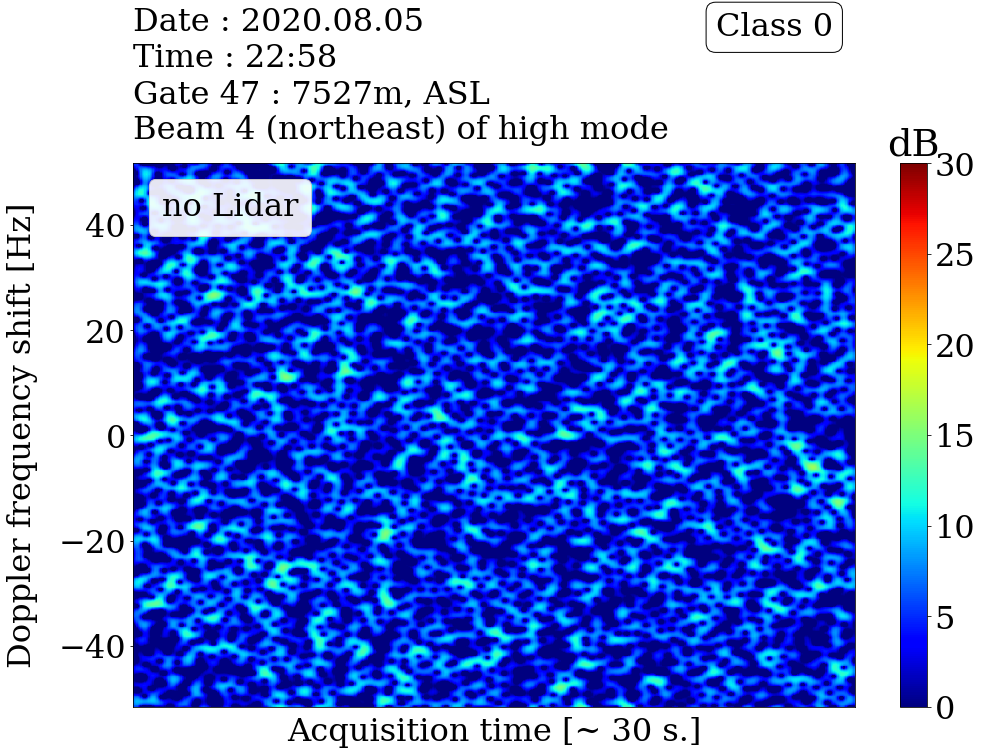 Date : 2020.08.05
Time : 22:58
Gate 47 : 7527m, ASL
Beam 4 (northeast) of high mode
Class 0
dB
no Lidar
Doppler frequency shift [Hz]
40
20
0
−20
−40
Acquisition time [~ 30 s.]
30
25
20
15
10
5
0